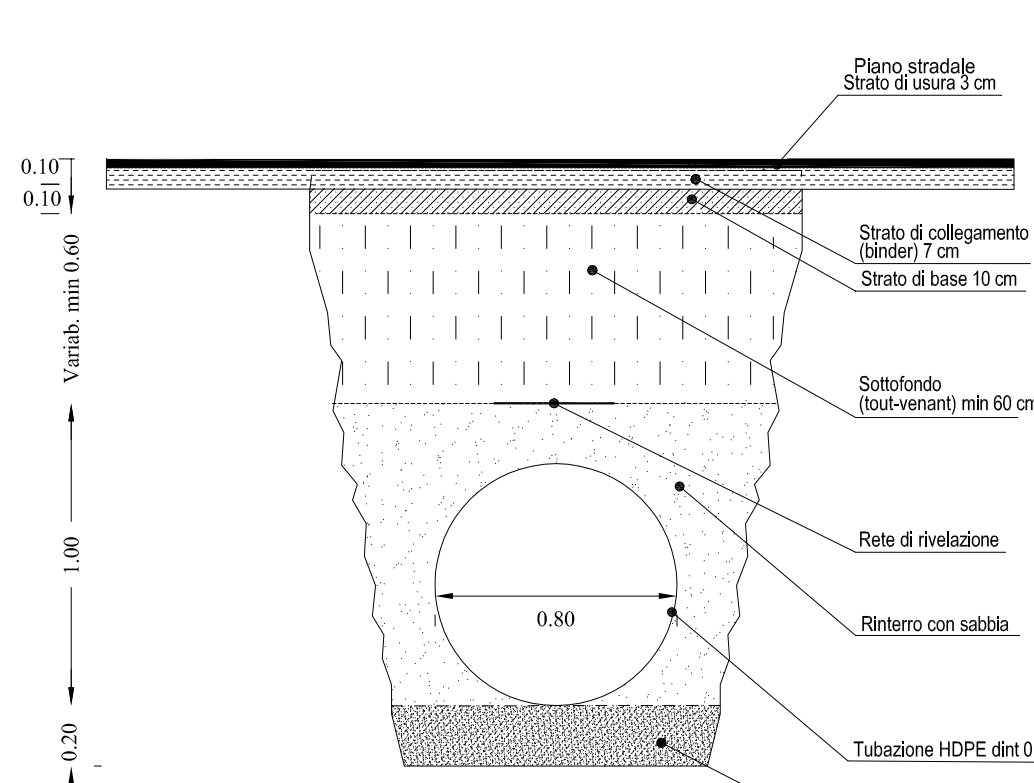 Piano stradale
Strato di usura 3 cm
0.10
0.10
Strato di collegamento
(binder) 7 cm
Strato di base 10 cm
Variab. min 0.60
Sottofondo
(tout-venant) min 60 cm
Rete di rivelazione
1.00
0.80
Rinterro con sabbia
0.20
Tubazione HDPE dint 0